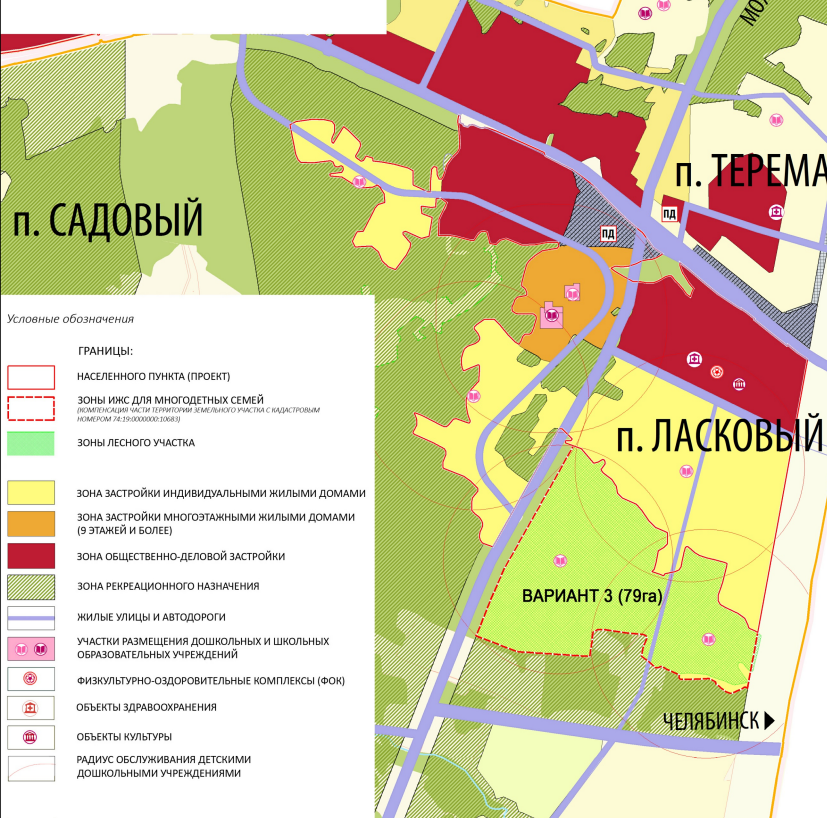 МОЛ
п. ТЕРЕМА
п. САДОВЫЙ
ПД
ПД
Условные обозначения
ГРАНИЦЫ:
НАСЕЛЕННОГО ПУНКТА (ПРОЕКТ)
ЗОНЫ ИЖС ДЛЯ МНОГОДЕТНЫХ СЕМЕЙ
(КОМПЕНСАЦИЯ ЧАСТИ ТЕРРИТОРИИ ЗЕМЕЛЬНОГО УЧАСТКА С КАДАСТРОВЫМ
НОМЕРОМ 74:19:0000000:10683)
ЗОНЫ ЛЕСНОГО УЧАСТКА
п. ЛАСКОВЫЙ
ЗОНА ЗАСТРОЙКИ ИНДИВИДУАЛЬНЫМИ ЖИЛЫМИ ДОМАМИ
ЗОНА ЗАСТРОЙКИ МНОГОЭТАЖНЫМИ ЖИЛЫМИ ДОМАМИ
(9 ЭТАЖЕЙ И БОЛЕЕ)
ЗОНА ОБЩЕСТВЕННО-ДЕЛОВОЙ ЗАСТРОЙКИ
ЗОНА РЕКРЕАЦИОННОГО НАЗНАЧЕНИЯ
ВАРИАНТ 3 (79га)
ЖИЛЫЕ УЛИЦЫ И АВТОДОРОГИ
УЧАСТКИ РАЗМЕЩЕНИЯ ДОШКОЛЬНЫХ И ШКОЛЬНЫХ
ОБРАЗОВАТЕЛЬНЫХ УЧРЕЖДЕНИЙ
ФИЗКУЛЬТУРНО-ОЗДОРОВИТЕЛЬНЫЕ КОМПЛЕКСЫ (ФОК)
ОБЪЕКТЫ ЗДРАВООХРАНЕНИЯ
ЧЕЛЯБИНСК
ОБЪЕКТЫ КУЛЬТУРЫ
РАДИУС ОБСЛУЖИВАНИЯ ДЕТСКИМИ
ДОШКОЛЬНЫМИ УЧРЕЖДЕНИЯМИ